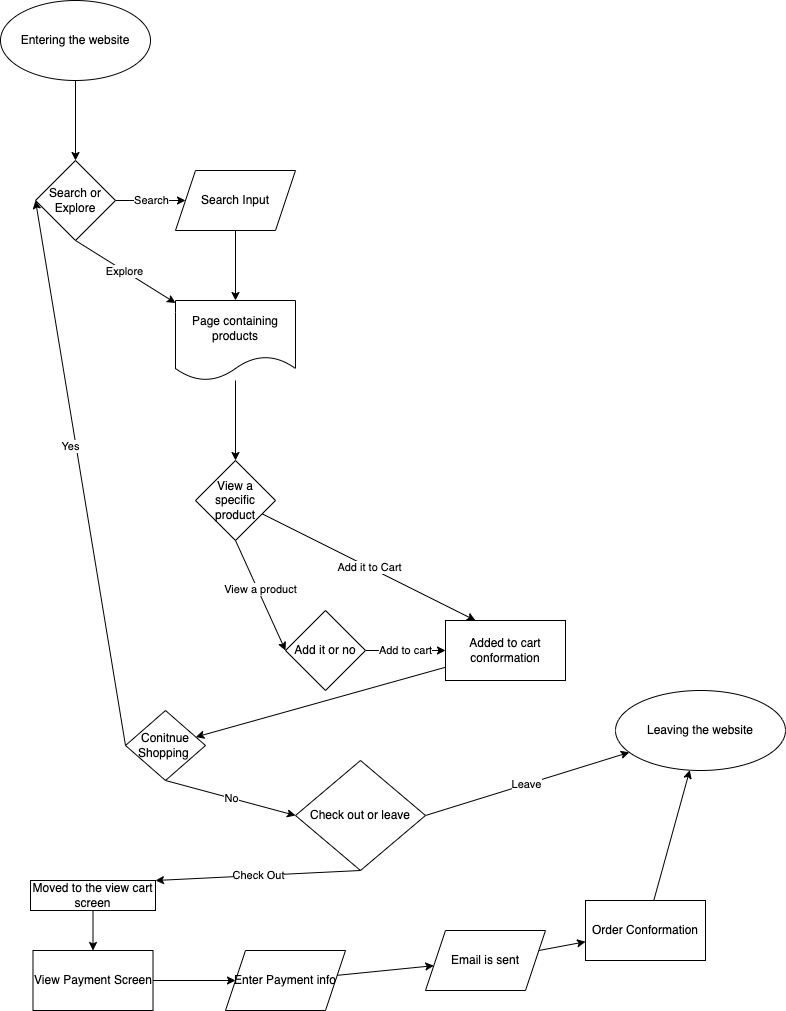 Entering the website
Search or
Explore
Search
Search Input
Explore
Page containing
products
Yes
View a
specific
product
Add it to Cart
View a product
Add it or no
Add to cart
Added to cart
conformation
Conitnue
Shopping
Leaving the website
No
Check out or leave
Leave
Check Out
Moved to the view cart
screen
Order Conformation
Email is sent
View Payment Screen
Enter Payment info